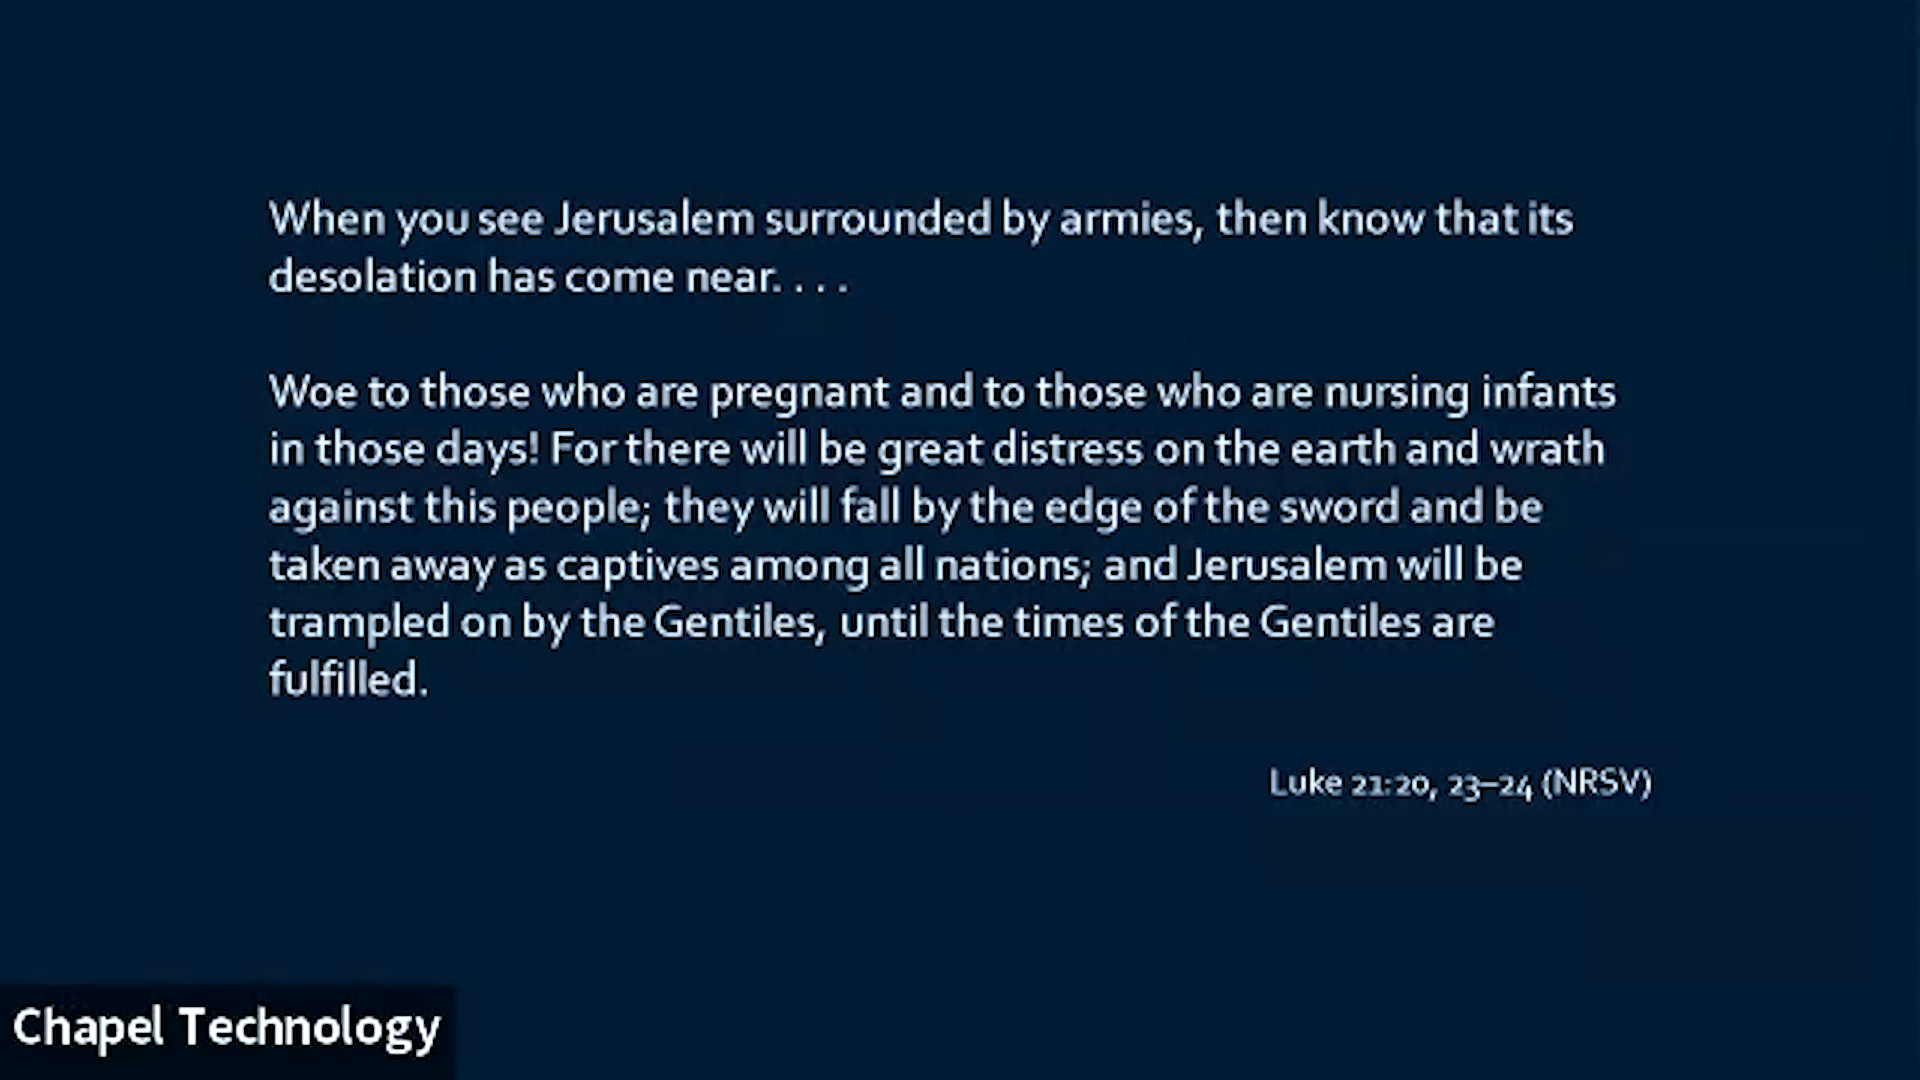 When you see Jerusalem surrounded by armies, then know that its
desolation has come near. . . .
Woe to those who are pregnant and to those who are nursing infants
in those days! For there will be great distress on the earth and wrath
against this people; they will fall by the edge of the sword and be
taken away as captives among all nations; and Jerusalem will be
trampled on by the Gentiles, until the times of the Gentiles are
fulfilled.
Luke 21:20, 23–24 (NRSV)
Chapel Technology